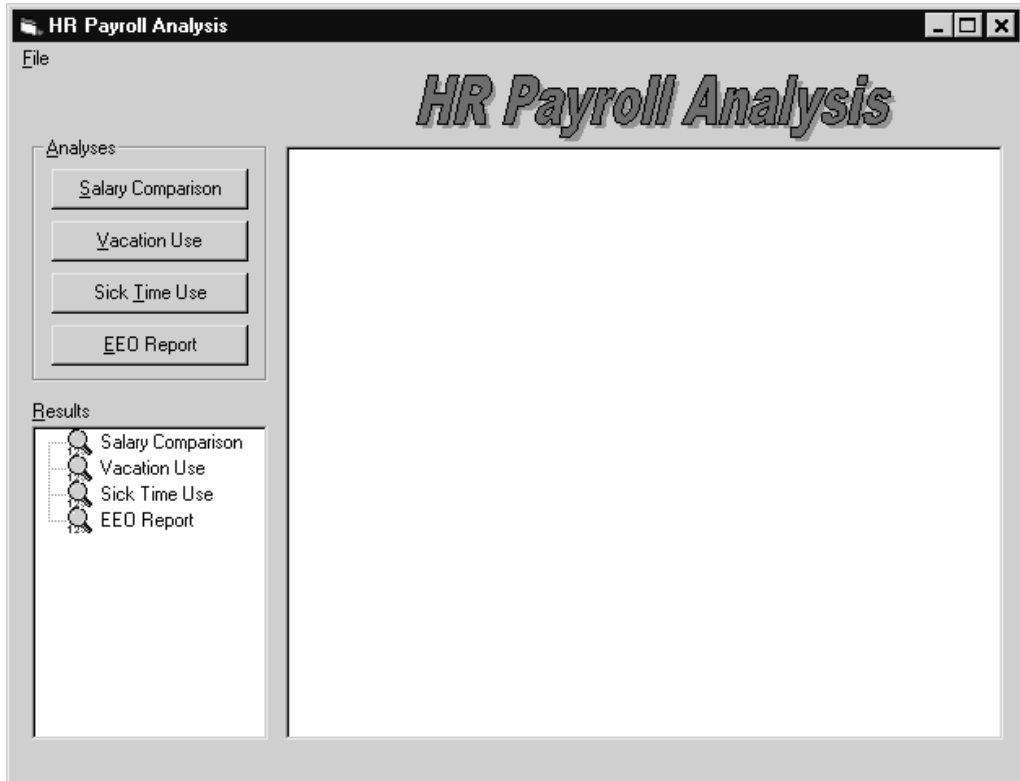 HR Payroll Analysis
File
HR Payroll Analysis
Analyses
Salary Comparison
Vacation Use
Sick Time Use
EEO Report
Results
Salary Comparison
Vacation Use
Sick Time Use
EEO Report